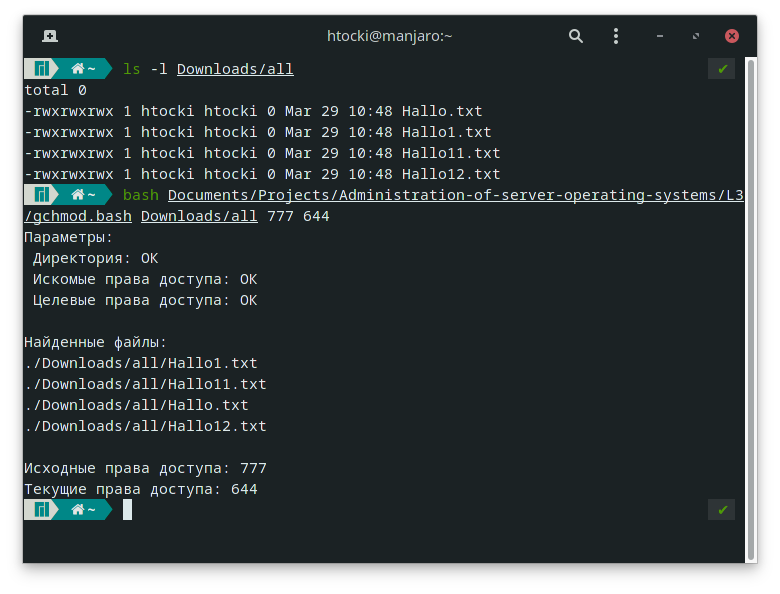 htocki@manjaro:~
~ ls -l Downloads/all
total 0
-rwxrwxrwx 1 htocki htocki 0 Mar 29 10:48 Hallo.txt
-rwxrwxrwx 1 htocki htocki 0 Mar 29 10:48 Hallo1.txt
-rwxrwxrwx 1 htocki htocki 0 Mar 29 10:48 Hallo11.txt
-rwxrwxrwx 1 htocki htocki 0 Mar 29 10:48 Hallo12.txt
~ bash Documents/Projects/Administration-of-server-operating-systems/L3
/gchmod.bash Downloads/all 777 644
Параметры:
Директория: ОК
Искомые права доступа: ОК
Целевые права доступа: ОК
Найденные файлы:
./Downloads/all/Hallo1.txt
./Downloads/all/Hallo11.txt
./Downloads/all/Hallo.txt
./Downloads/all/Hallo12.txt
Исходные права доступа: 777
Текущие права доступа: 644
~